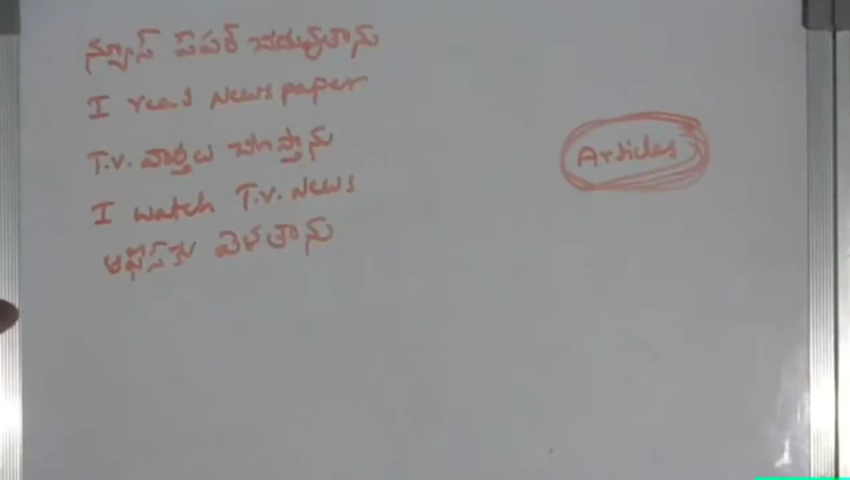 న్యూస్ పేపర్ చదువుతాను
I read News paper
T.V. వార్తలు చూస్తాను
I watch T.V. News
ఆఫీస్‌కు వెళతాను
Articles